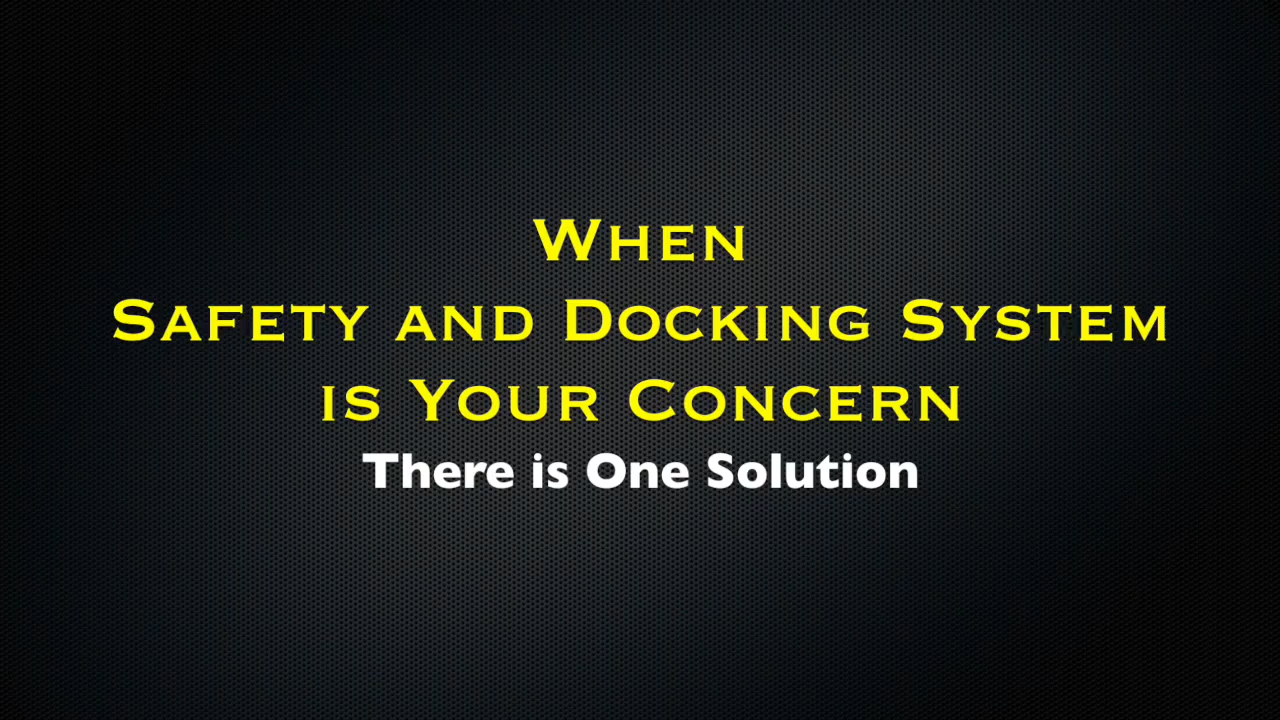 When
Safety and Docking System
is Your Concern
There is One Solution